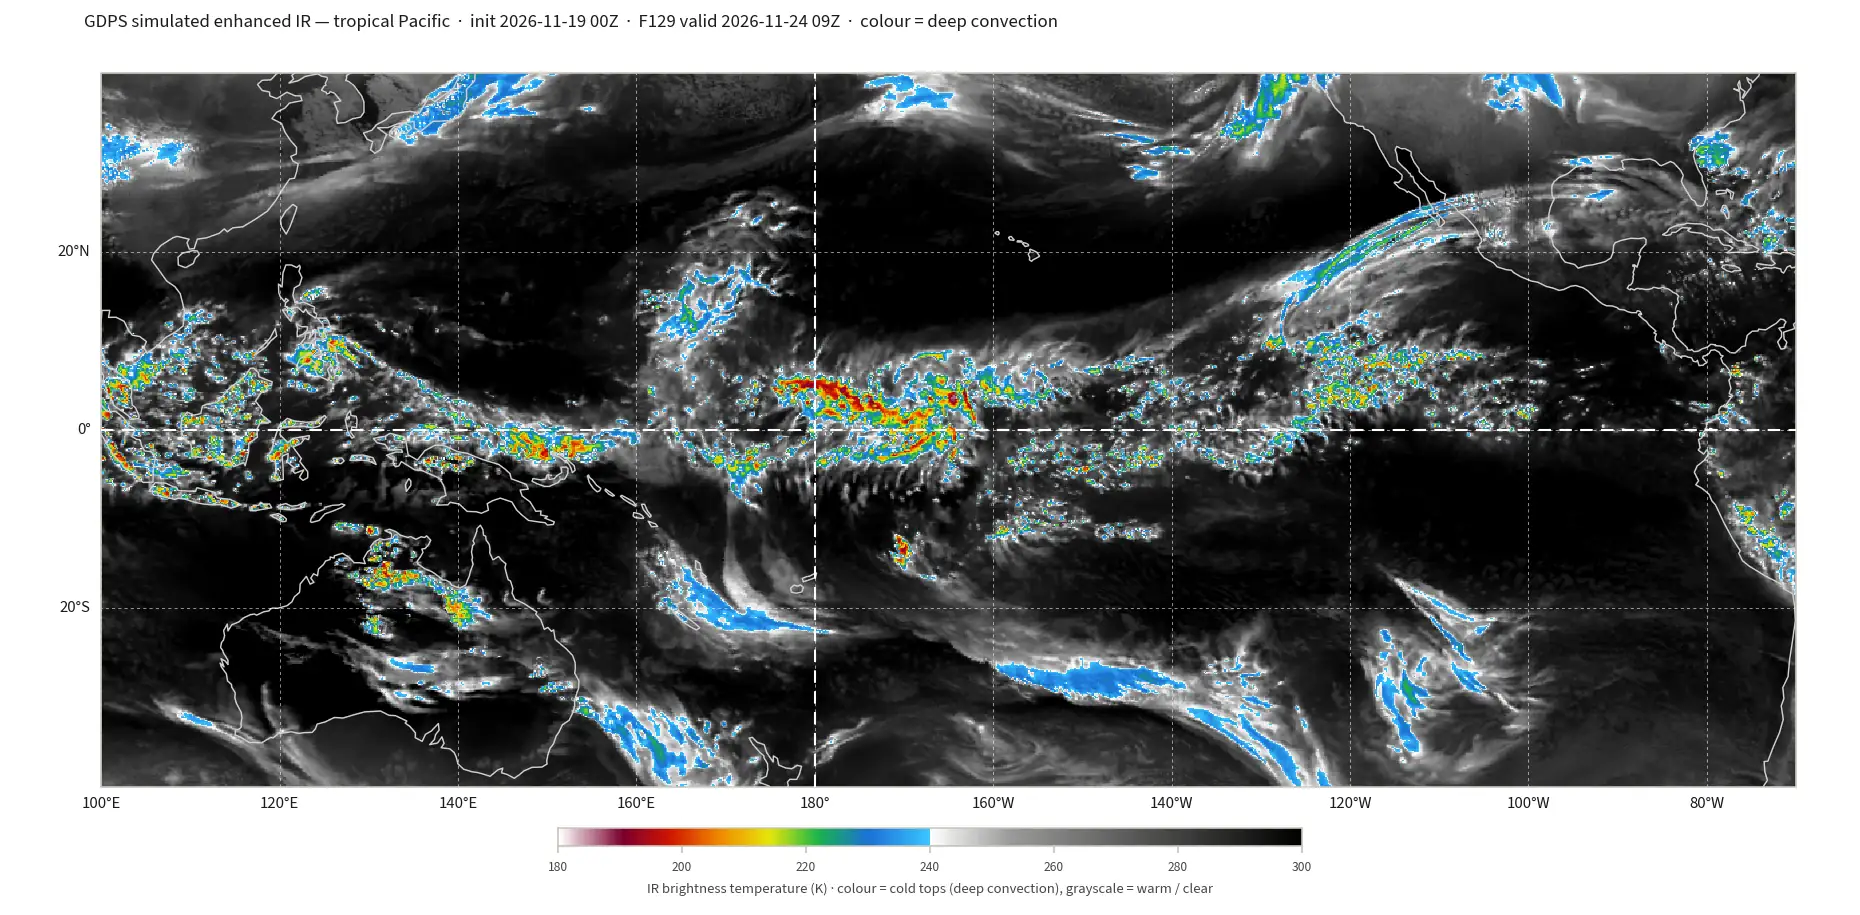 GDPS simulated enhanced IR — tropical Pacific · init 2026-11-19 00Z · F129 valid 2026-11-24 09Z · colour = deep convection
20°N
0°
20°S
100°E 120°E 140°E 160°E 180° 160°W 140°W 120°W 100°W 80°W
180 200 220 240 260 280 300
IR brightness temperature (K) · colour = cold tops (deep convection), grayscale = warm / clear